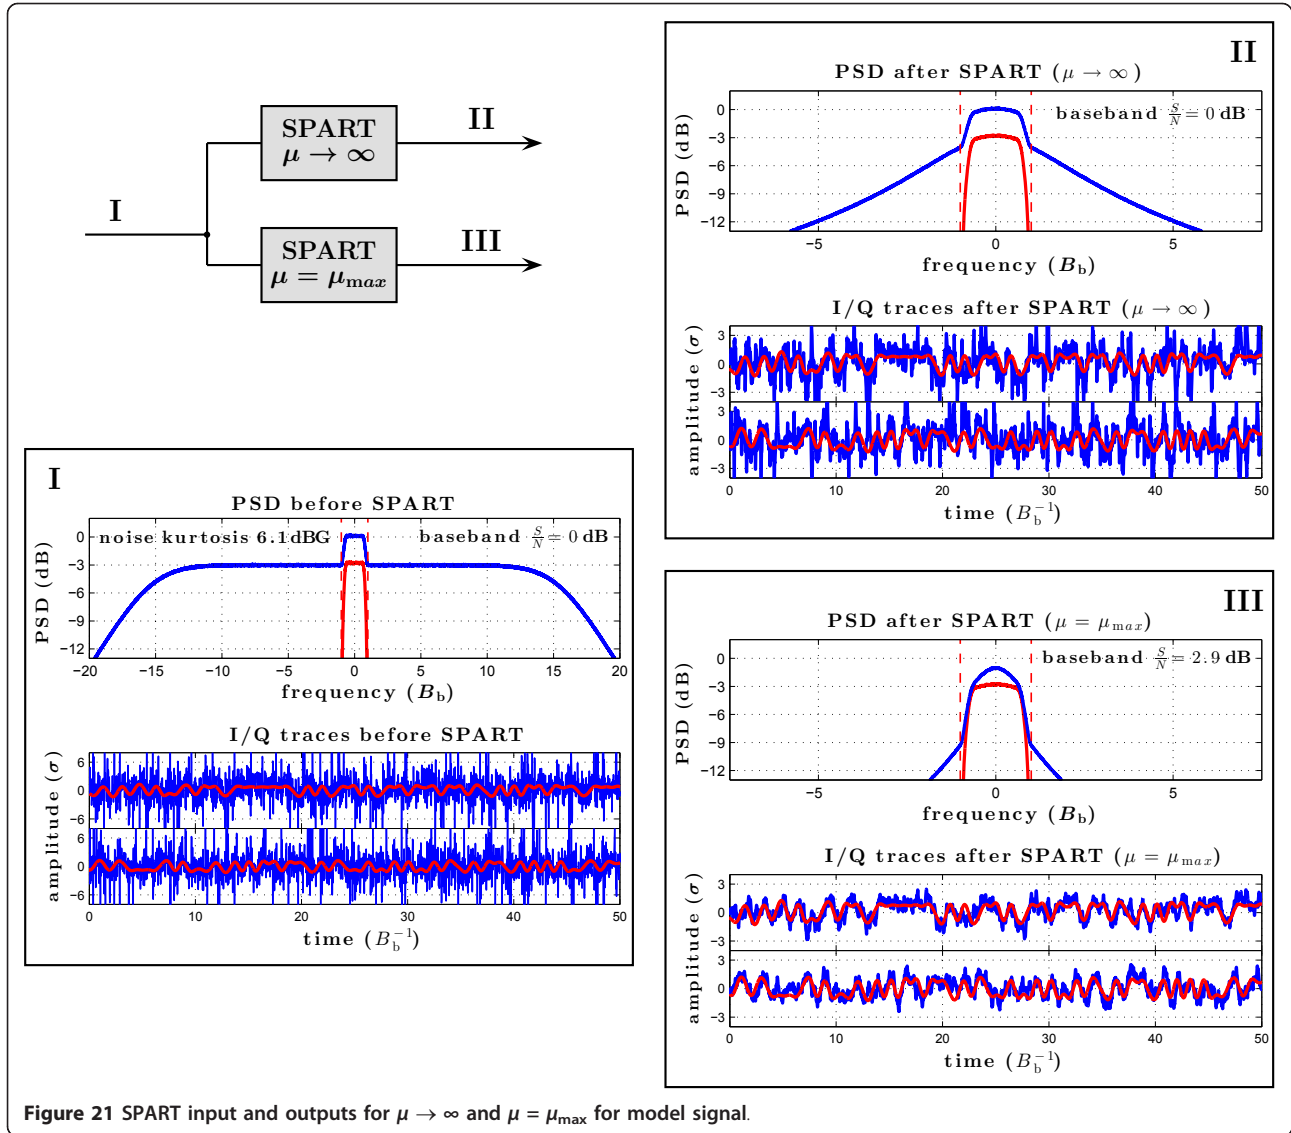 I
SPART
μ → ∞
II
SPART
μ = μmax
III
I
PSD before SPART
noise kurtosis 6.1 dBG
baseband S/N = 0 dB
PSD (dB)
0
−3
−6
−9
−12
−20 −15 −10 −5 0 5 10 15 20
frequency (Bb)
I/Q traces before SPART
amplitude (σ)
6
0
−6
6
0
−6
0 10 20 30 40 50
time (Bb⁻¹)
II
PSD after SPART (μ → ∞)
baseband S/N = 0 dB
PSD (dB)
0
−3
−6
−9
−12
−5 0 5
frequency (Bb)
I/Q traces after SPART (μ → ∞)
amplitude (σ)
3
0
−3
3
0
−3
0 10 20 30 40 50
time (Bb⁻¹)
III
PSD after SPART (μ = μmax)
baseband S/N = 2.9 dB
PSD (dB)
0
−3
−6
−9
−12
−5 0 5
frequency (Bb)
I/Q traces after SPART (μ = μmax)
amplitude (σ)
3
0
−3
3
0
−3
0 10 20 30 40 50
time (Bb⁻¹)
Figure 21 SPART input and outputs for μ → ∞ and μ = μmax for model signal.